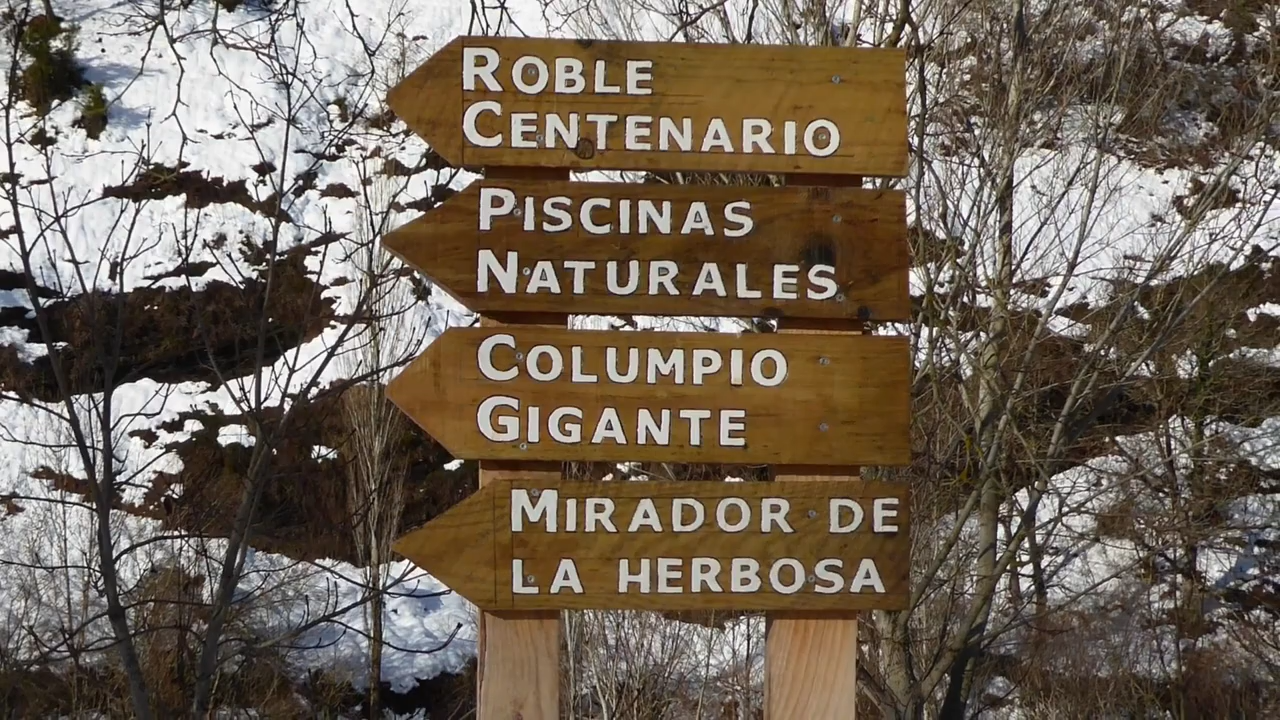 ROBLE
CENTENARIO
PISCINAS
NATURALES
COLUMPIO
GIGANTE
MIRADOR DE
LA HERBOSA